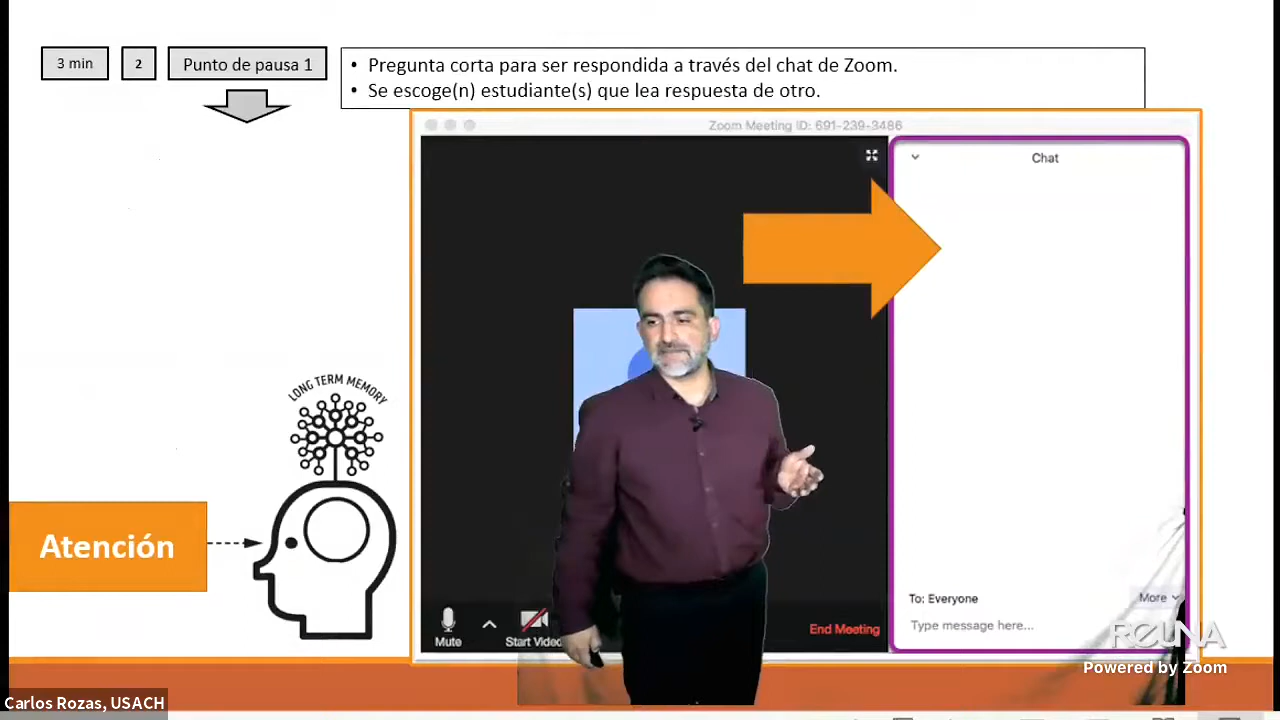 3 min
2
Punto de pausa 1
• Pregunta corta para ser respondida a través del chat de Zoom.
• Se escoge(n) estudiante(s) que lea respuesta de otro.
Zoom Meeting ID: 691-239-3486
Chat
LONG TERM MEMORY
Atención
To: Everyone
More
Type message here...
Mute
Start Video
End Meeting
REUNA
Powered by Zoom
Carlos Rozas, USACH